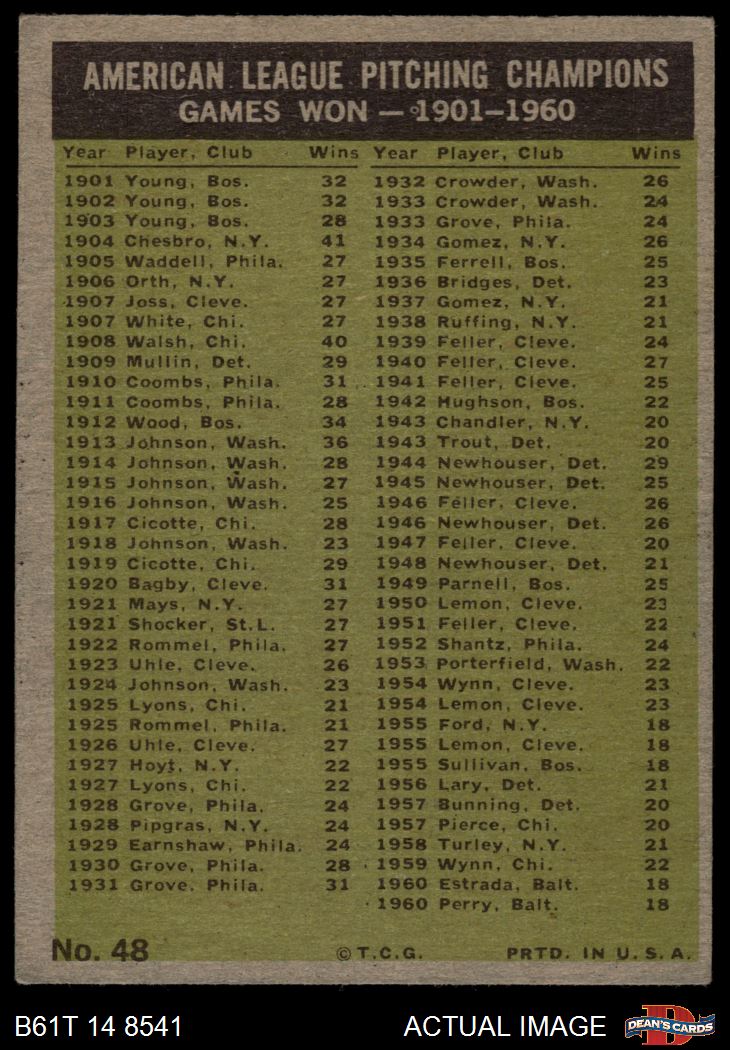 AMERICAN LEAGUE PITCHING CHAMPIONS
GAMES WON — 1901–1960
Year Player, Club Wins
1901 Young, Bos. 32
1902 Young, Bos. 32
1903 Young, Bos. 28
1904 Chesbro, N.Y. 41
1905 Waddell, Phila. 27
1906 Orth, N.Y. 27
1907 Joss, Cleve. 27
1907 White, Chi. 27
1908 Walsh, Chi. 40
1909 Mullin, Det. 29
1910 Coombs, Phila. 31
1911 Coombs, Phila. 28
1912 Wood, Bos. 34
1913 Johnson, Wash. 36
1914 Johnson, Wash. 28
1915 Johnson, Wash. 27
1916 Johnson, Wash. 25
1917 Cicotte, Chi. 28
1918 Johnson, Wash. 23
1919 Cicotte, Chi. 29
1920 Bagby, Cleve. 31
1921 Mays, N.Y. 27
1921 Shocker, St.L. 27
1922 Rommel, Phila. 27
1923 Uhle, Cleve. 26
1924 Johnson, Wash. 23
1925 Lyons, Chi. 21
1925 Rommel, Phila. 21
1926 Uhle, Cleve. 27
1927 Hoyt, N.Y. 22
1927 Lyons, Chi. 22
1928 Grove, Phila. 24
1928 Pipgras, N.Y. 24
1929 Earnshaw, Phila. 24
1930 Grove, Phila. 28
1931 Grove, Phila. 31
Year Player, Club Wins
1932 Crowder, Wash. 26
1933 Crowder, Wash. 24
1933 Grove, Phila. 24
1934 Gomez, N.Y. 26
1935 Ferrell, Bos. 25
1936 Bridges, Det. 23
1937 Gomez, N.Y. 21
1938 Ruffing, N.Y. 21
1939 Feller, Cleve. 24
1940 Feller, Cleve. 27
1941 Feller, Cleve. 25
1942 Hughson, Bos. 22
1943 Chandler, N.Y. 20
1943 Trout, Det. 20
1944 Newhouser, Det. 29
1945 Newhouser, Det. 25
1946 Feller, Cleve. 26
1946 Newhouser, Det. 26
1947 Feller, Cleve. 20
1948 Newhouser, Det. 21
1949 Parnell, Bos. 25
1950 Lemon, Cleve. 23
1951 Feller, Cleve. 22
1952 Shantz, Phila. 24
1953 Porterfield, Wash. 22
1954 Wynn, Cleve. 23
1954 Lemon, Cleve. 23
1955 Ford, N.Y. 18
1955 Lemon, Cleve. 18
1955 Sullivan, Bos. 18
1956 Lary, Det. 21
1957 Bunning, Det. 20
1957 Pierce, Chi. 20
1958 Turley, N.Y. 21
1959 Wynn, Chi. 22
1960 Estrada, Balt. 18
1960 Perry, Balt. 18
No. 48 © T.C.G. PRTD. IN U.S.A.
B61T 14 8541 ACTUAL IMAGE D DEAN'S CARDS